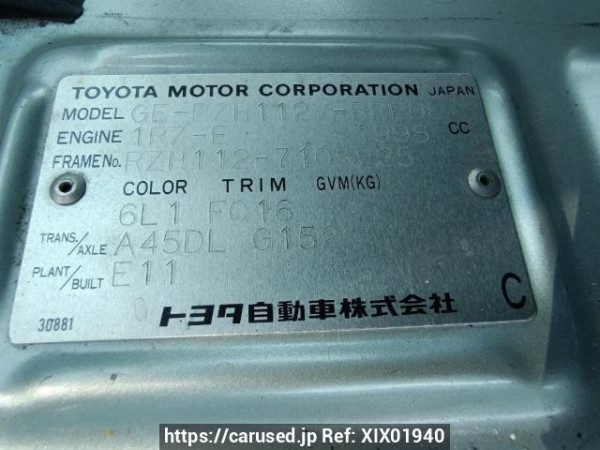 TOYOTA MOTOR CORPORATION JAPAN
MODEL
ENGINE 1RZ-E 1998 CC
FRAME No.
COLOR TRIM GVM(KG)
6L1 FQ16
TRANS./AXLE A45DL G152
PLANT/BUILT E11
トヨタ自動車株式会社 C
30881
https://carused.jp Ref: XIX01940